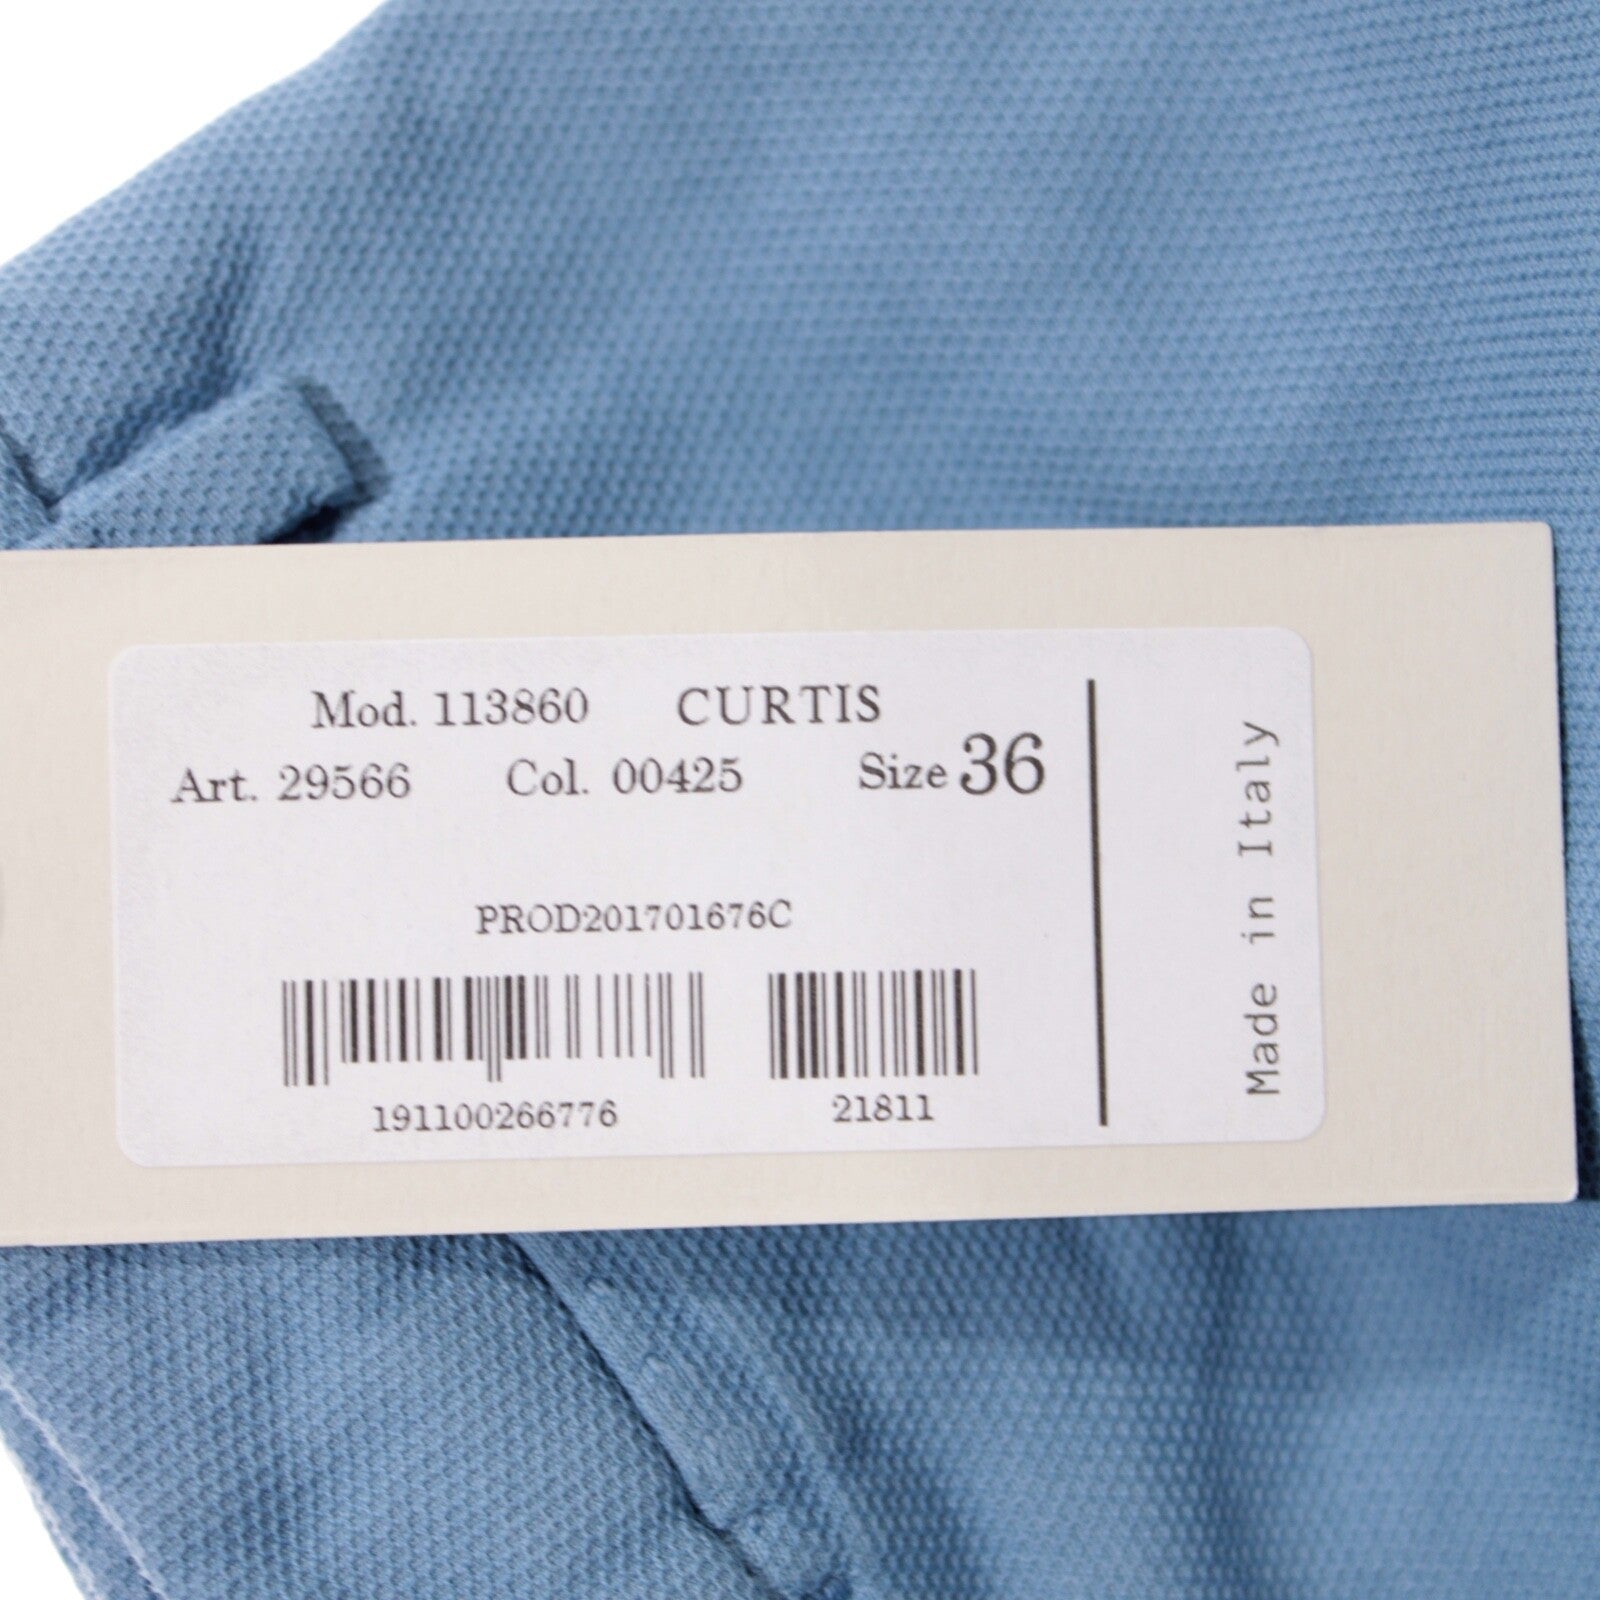 Mod. 113860 CURTIS
Art. 29566 Col. 00425 Size 36
PROD201701676C
191100266776 21811
Made in Italy